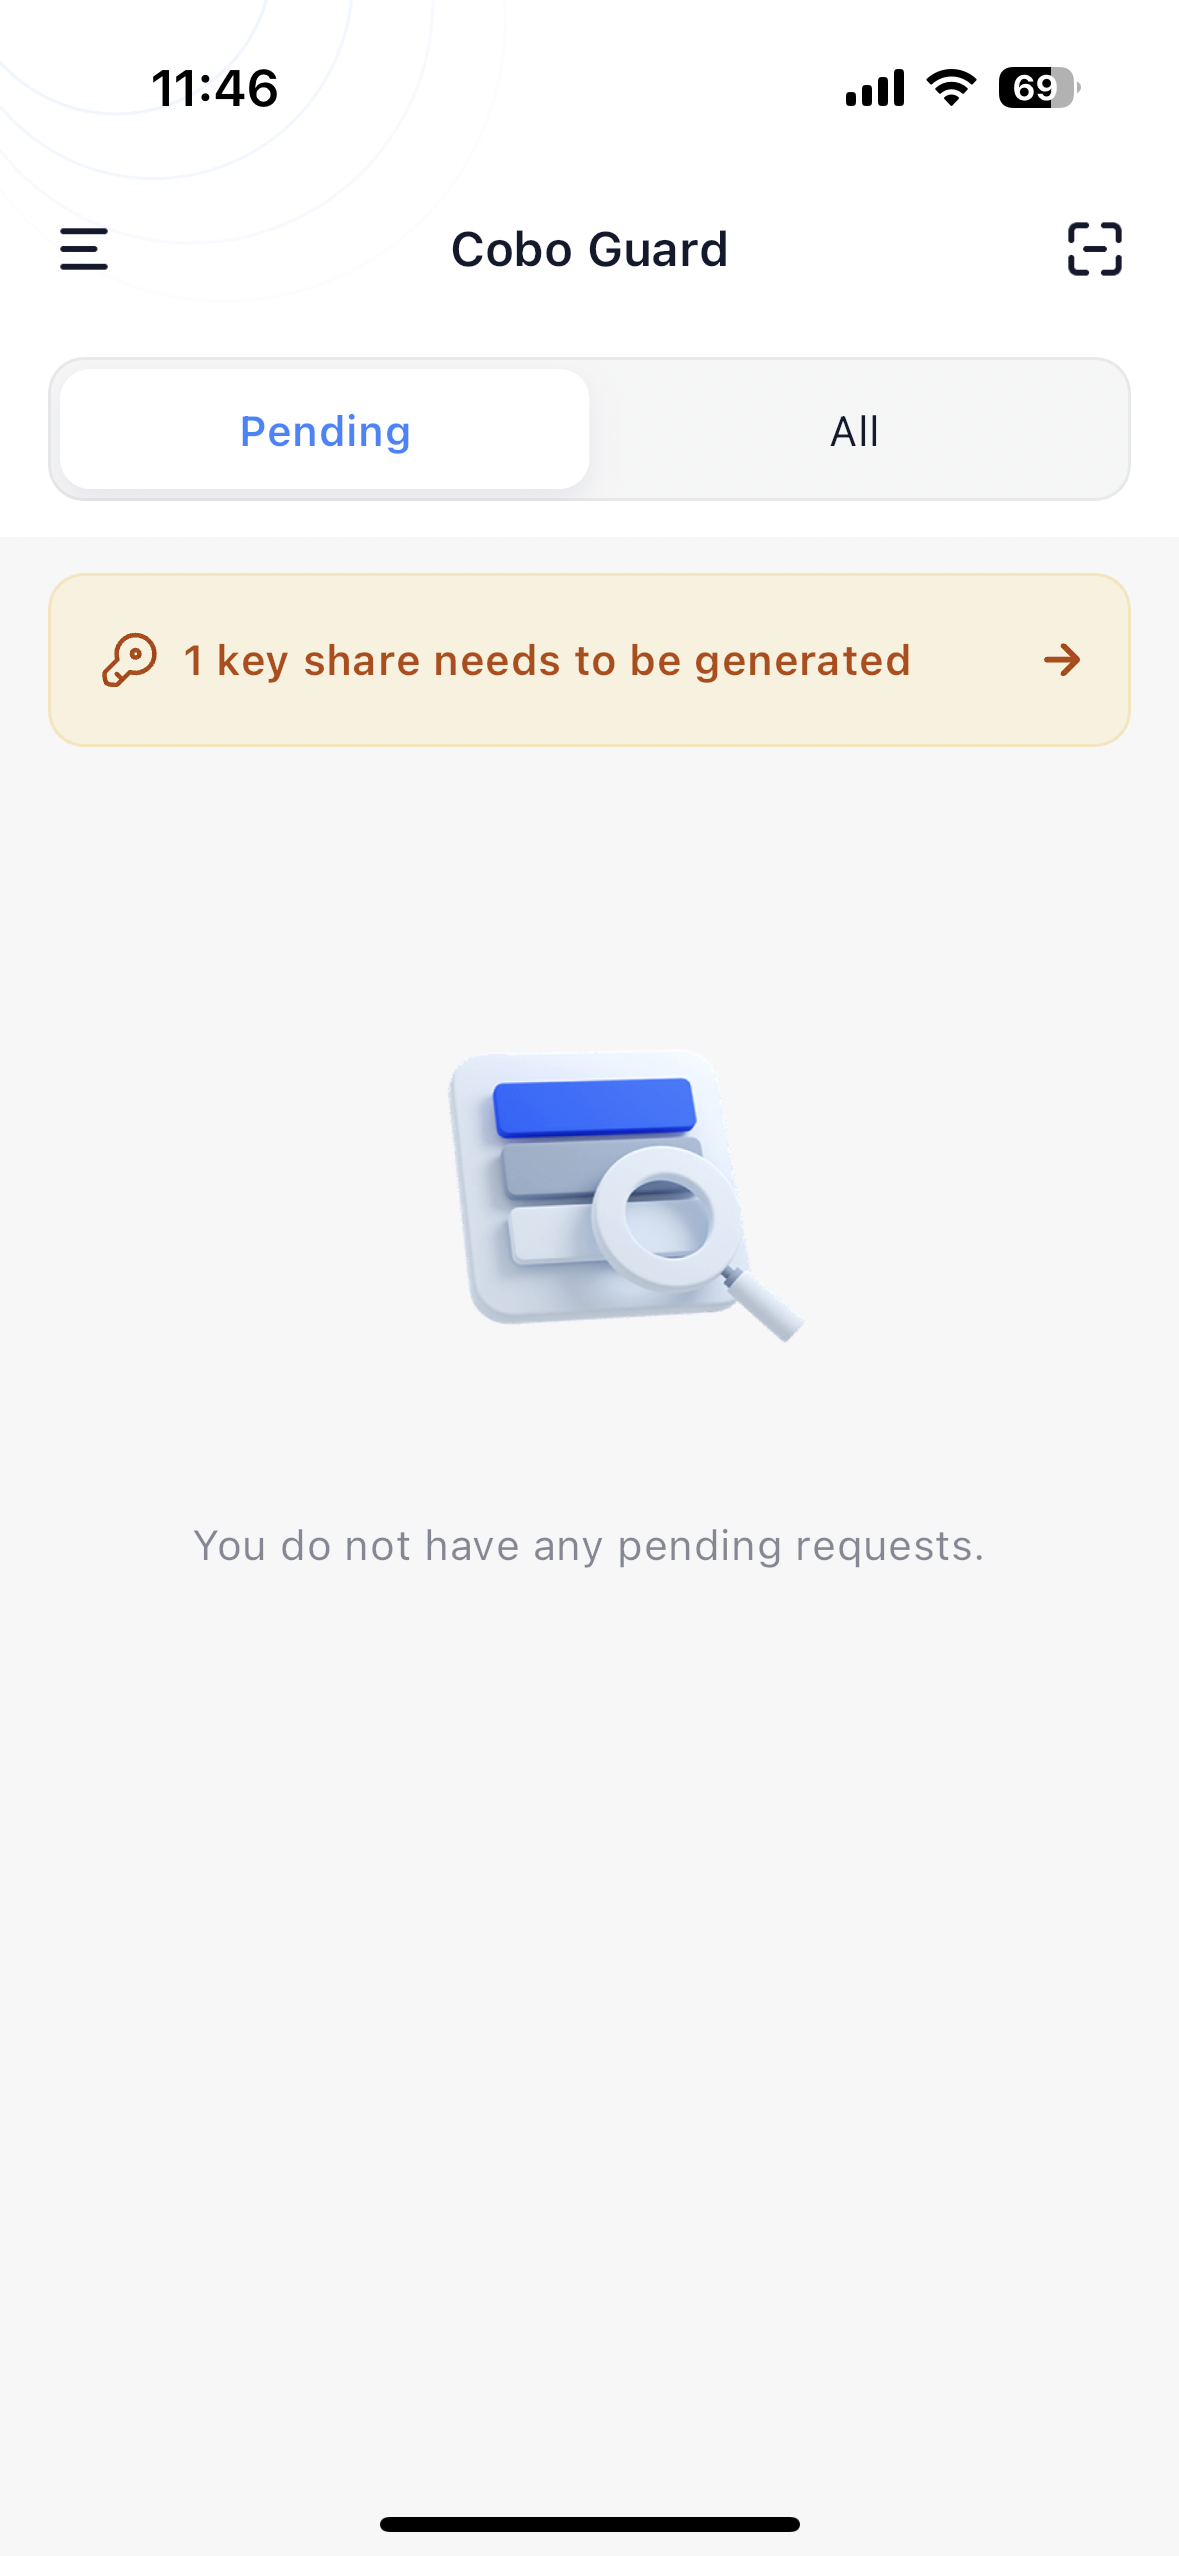 11:46
69
Cobo Guard
Pending
All
1 key share needs to be generated
You do not have any pending requests.